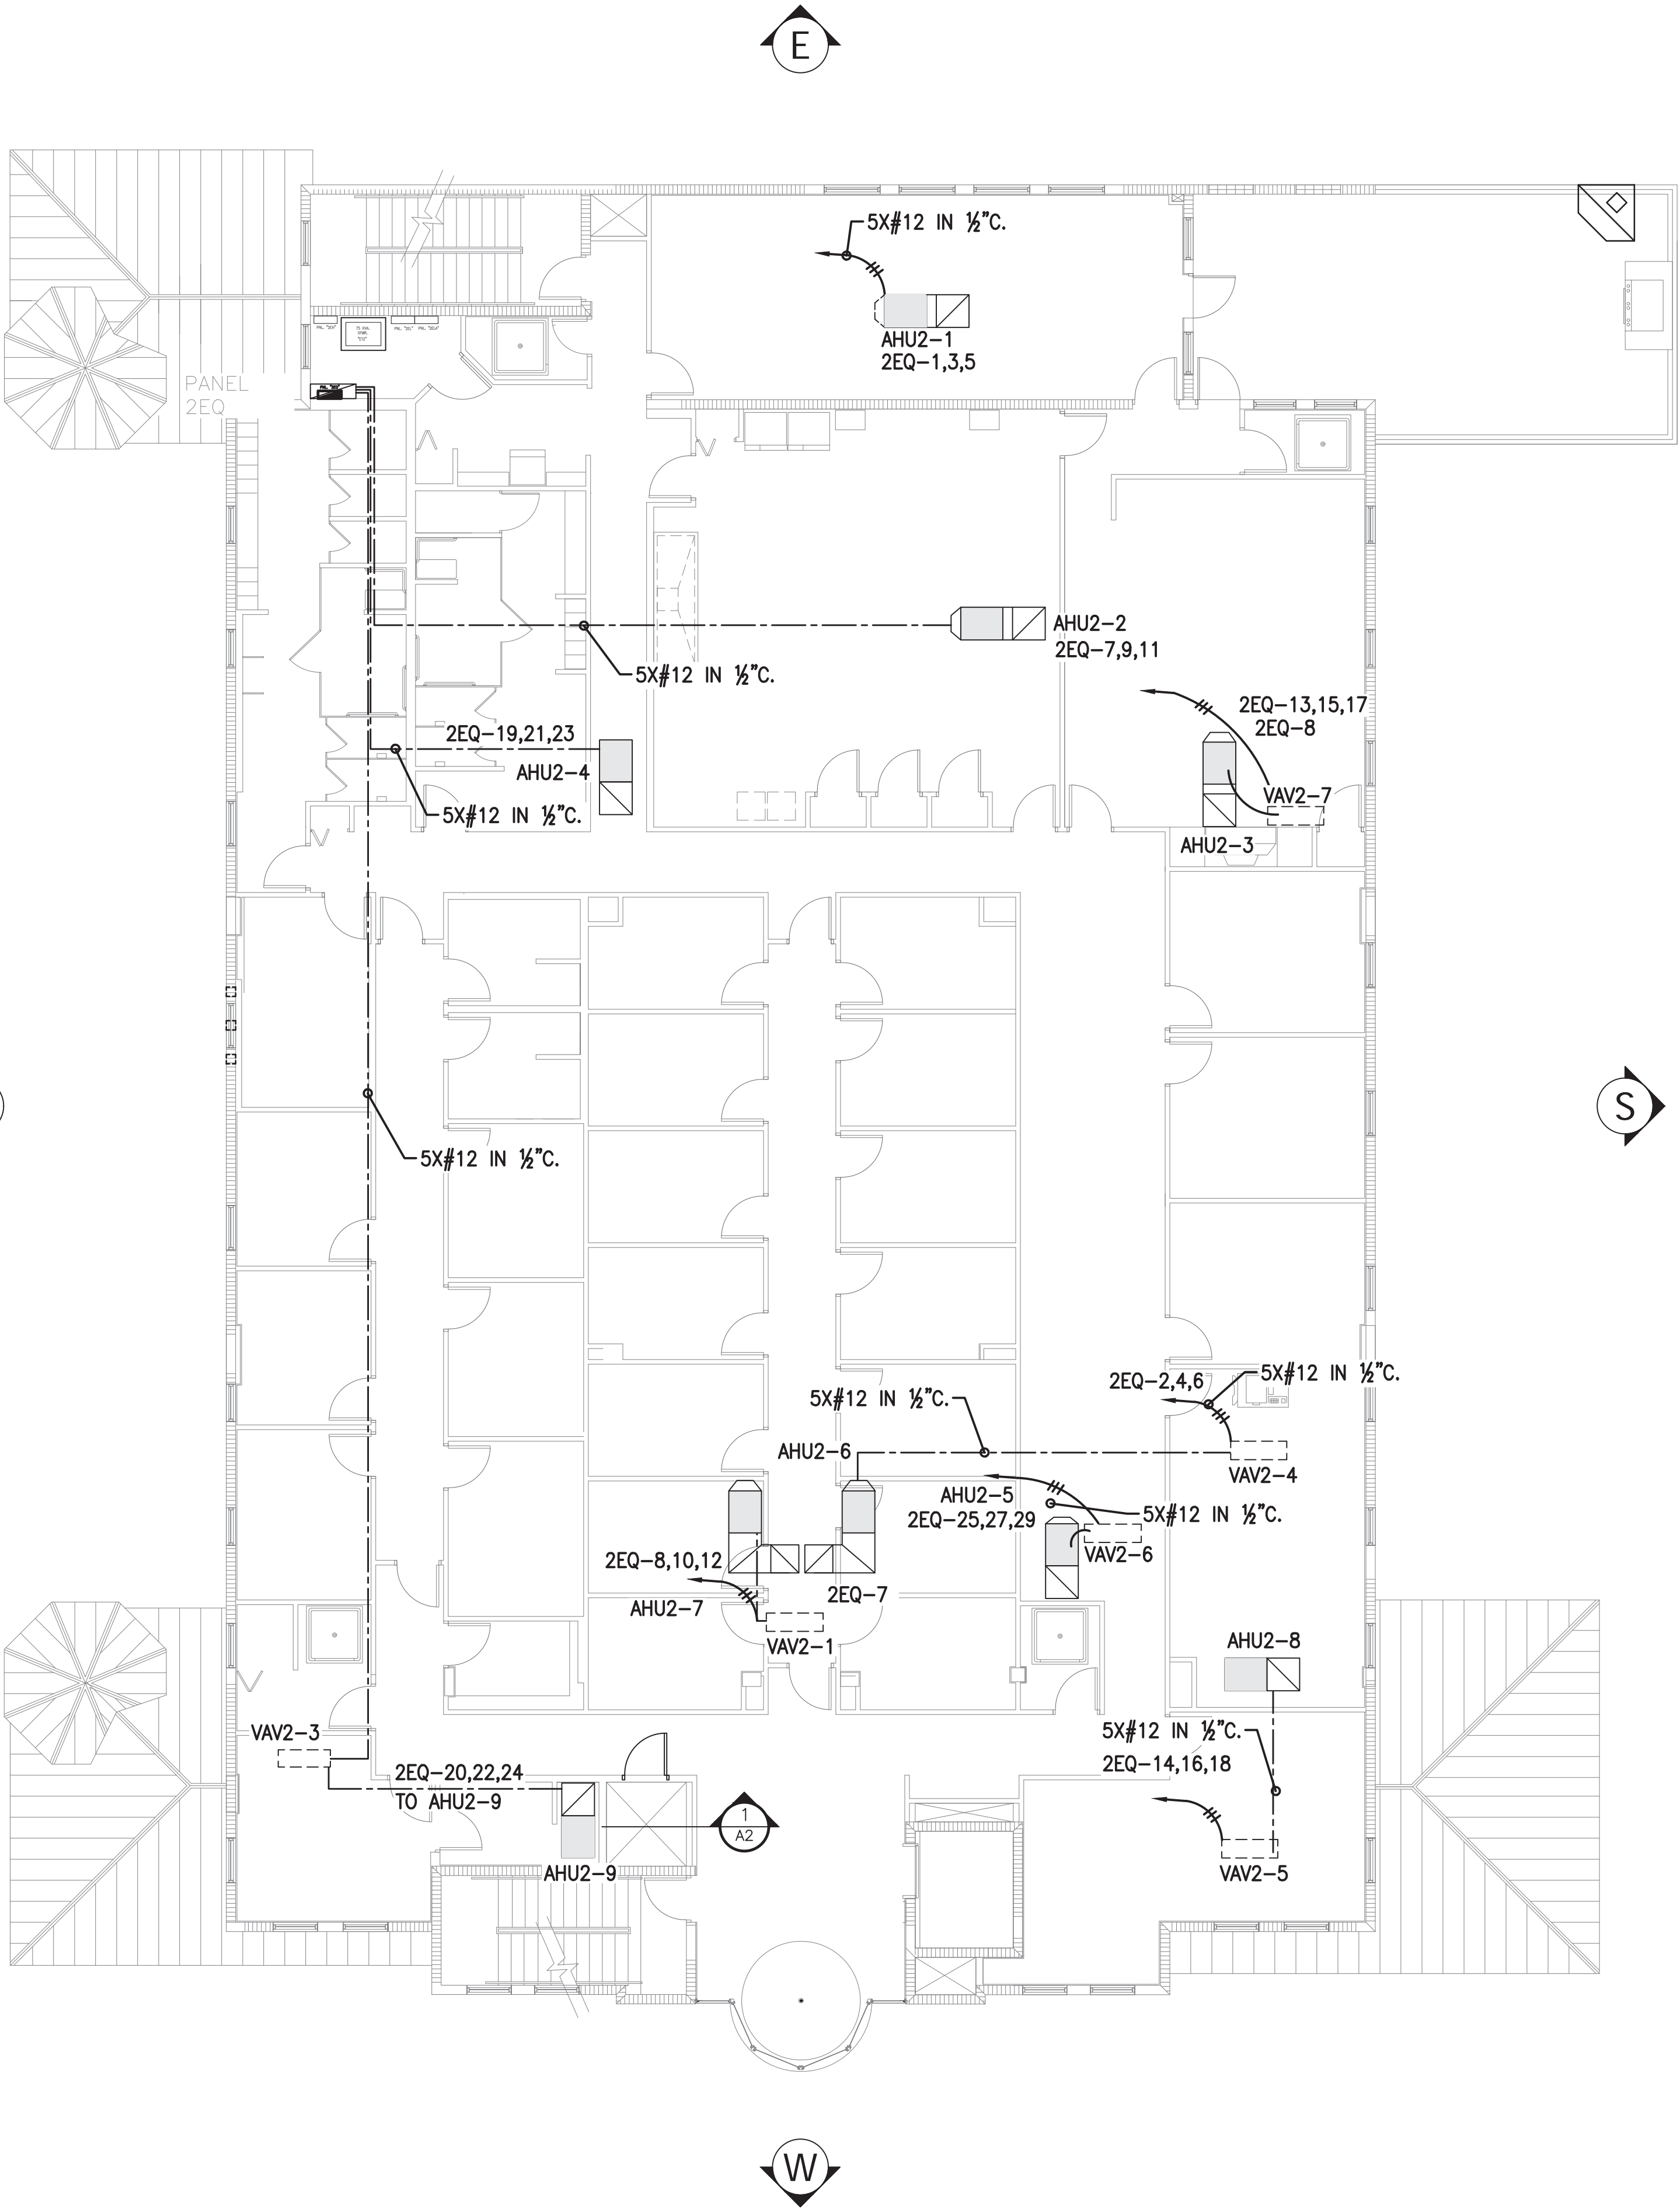 E
5X#12 IN ½"C.
AHU2-1
2EQ-1,3,5
PNL. "2EQ"
75 KVA.
XFMR.
PANEL
2EQ
AHU2-2
2EQ-7,9,11
5X#12 IN ½"C.
2EQ-13,15,17
2EQ-8
2EQ-19,21,23
AHU2-4
5X#12 IN ½"C.
VAV2-7
AHU2-3
S
5X#12 IN ½"C.
2EQ-2,4,6
5X#12 IN ½"C.
5X#12 IN ½"C.
AHU2-6
VAV2-4
AHU2-5
2EQ-25,27,29
5X#12 IN ½"C.
VAV2-6
2EQ-8,10,12
2EQ-7
AHU2-7
VAV2-1
AHU2-8
VAV2-3
5X#12 IN ½"C.
2EQ-14,16,18
2EQ-20,22,24
TO AHU2-9
1
A2
AHU2-9
VAV2-5
W